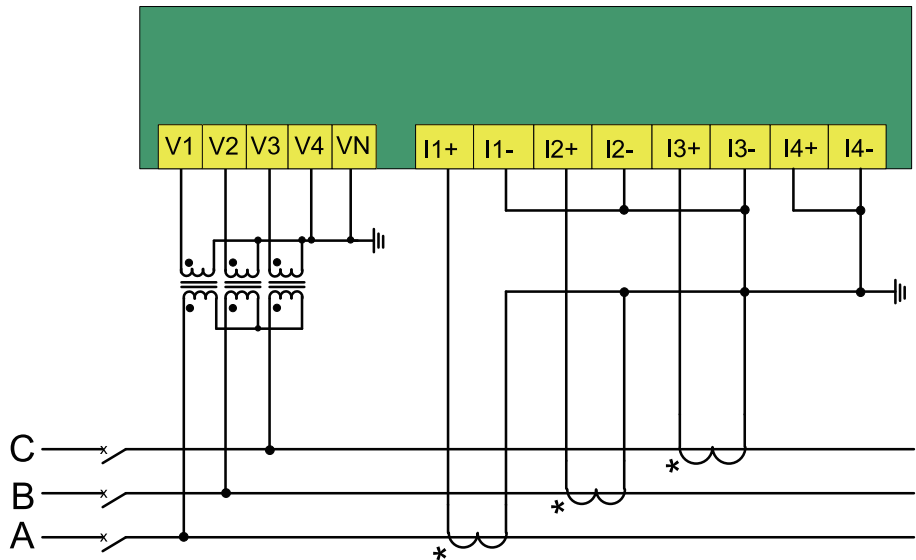 V1 V2 V3 V4 VN I1+ I1- I2+ I2- I3+ I3- I4+ I4-
C x *
B x *
A x *